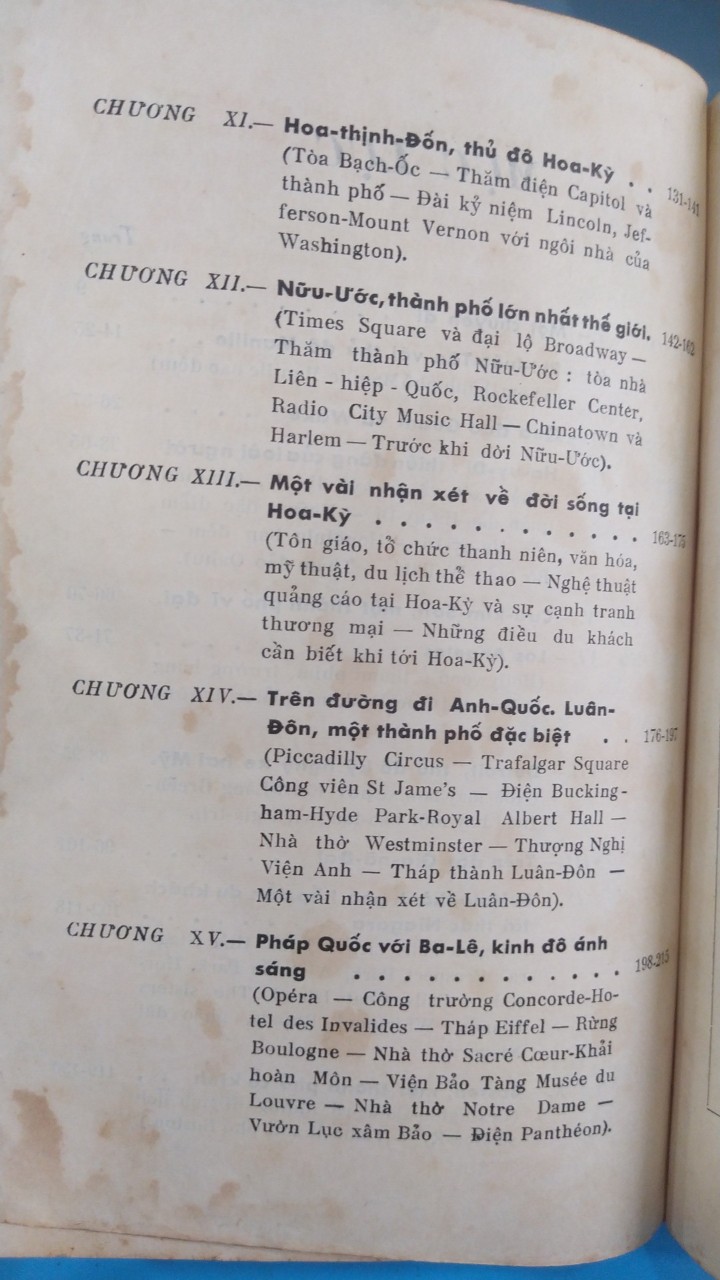 CHƯƠNG XI.— Hoa-thịnh-Đốn, thủ đô Hoa-Kỳ . . 131-141
(Tòa Bạch-Ốc — Thăm điện Capitol và
thành phố — Đài kỷ niệm Lincoln, Jef-
ferson-Mount Vernon với ngôi nhà của
Washington).
CHƯƠNG XII.— Nữu-Ước, thành phố lớn nhất thế giới. 142-162
(Times Square và đại lộ Broadway —
Thăm thành phố Nữu-Ước : tòa nhà
Liên - hiệp - Quốc, Rockefeller Center,
Radio City Music Hall — Chinatown và
Harlem — Trước khi dời Nữu-Ước).
CHƯƠNG XIII.— Một vài nhận xét về đời sống tại
Hoa-Kỳ . . . . . . . . . . . . 163-175
(Tôn giáo, tổ chức thanh niên, văn hóa,
mỹ thuật, du lịch thể thao — Nghệ thuật
quảng cáo tại Hoa-Kỳ và sự cạnh tranh
thương mại — Những điều du khách
cần biết khi tới Hoa-Kỳ).
CHƯƠNG XIV.— Trên đường đi Anh-Quốc. Luân-
Đôn, một thành phố đặc biệt . . 176-197
(Piccadilly Circus — Trafalgar Square
Công viên St Jame's — Điện Bucking-
ham-Hyde Park-Royal Albert Hall —
Nhà thờ Westminster — Thượng Nghị
Viện Anh — Tháp thành Luân-Đôn —
Một vài nhận xét về Luân-Đôn).
CHƯƠNG XV.— Pháp Quốc với Ba-Lê, kinh đô ánh
sáng . . . . . . . . . . . . 198-215
(Opéra — Công trường Concorde-Ho-
tel des Invalides — Tháp Eiffel — Rừng
Boulogne — Nhà thờ Sacré Cœur-Khải
hoàn Môn — Viện Bảo Tàng Musée du
Louvre — Nhà thờ Notre Dame —
Vườn Lục xâm Bảo — Điện Panthéon).